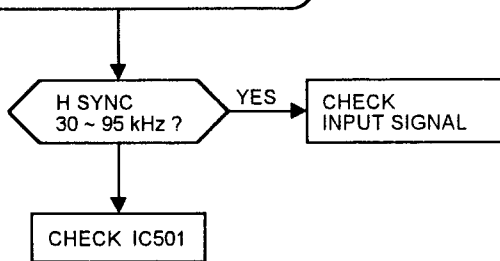 H SYNC
30 ~ 95 kHz ?
YES
CHECK
INPUT SIGNAL
CHECK IC501